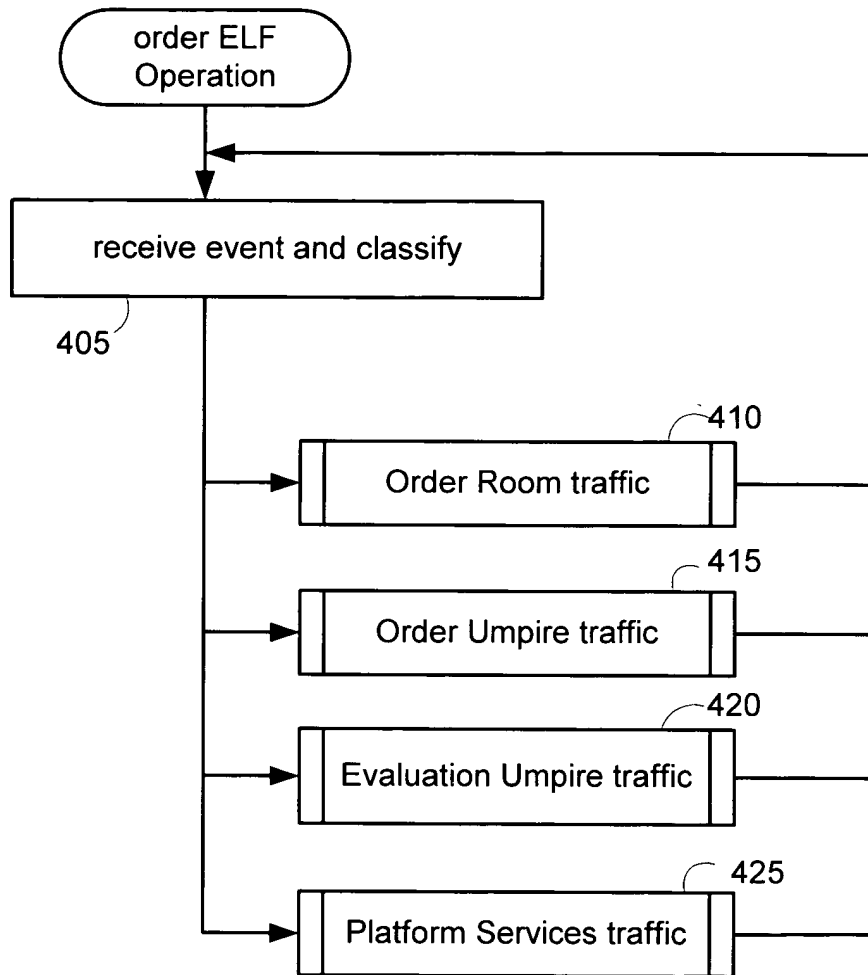 order ELF
Operation
receive event and classify
405
410
Order Room traffic
415
Order Umpire traffic
420
Evaluation Umpire traffic
425
Platform Services traffic